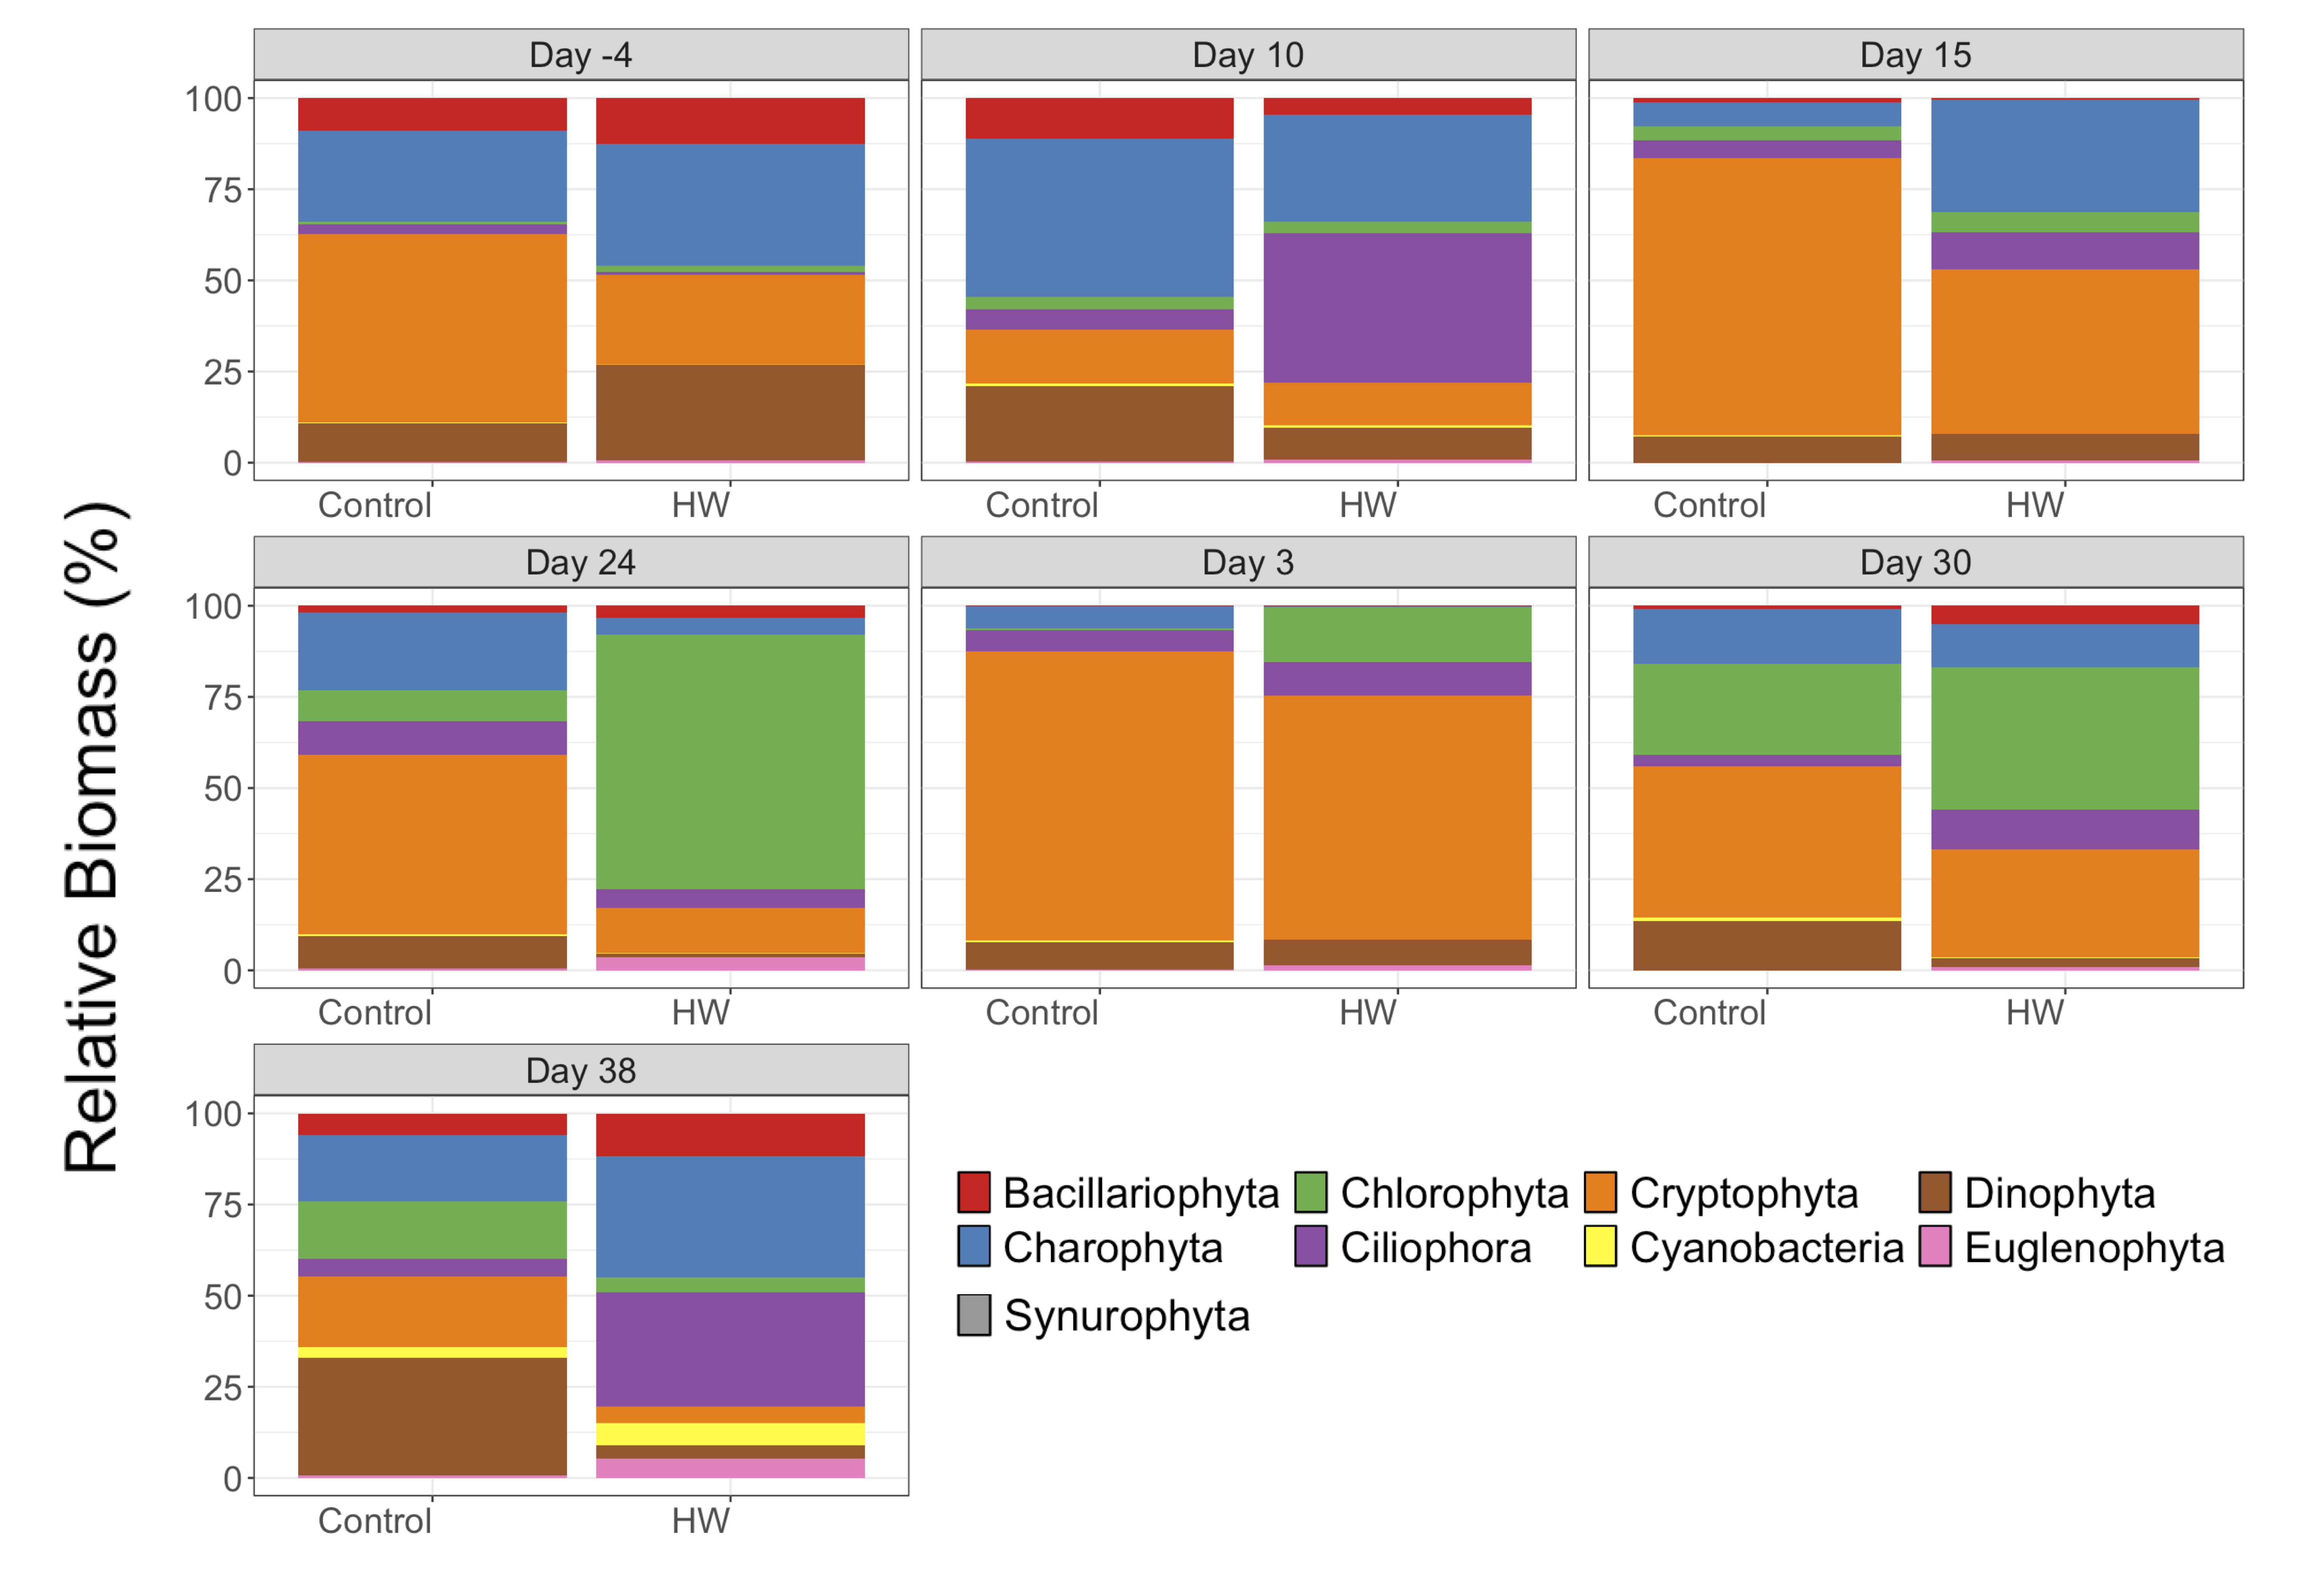 Relative Biomass (%)
Day -4
Day 10
Day 15
100
75
50
25
0
Control HW
Control HW
Control HW
Day 24
Day 3
Day 30
100
75
50
25
0
Control HW
Control HW
Control HW
Day 38
100
75
50
25
0
Control HW
Bacillariophyta Chlorophyta Cryptophyta Dinophyta
Charophyta Ciliophora Cyanobacteria Euglenophyta
Synurophyta